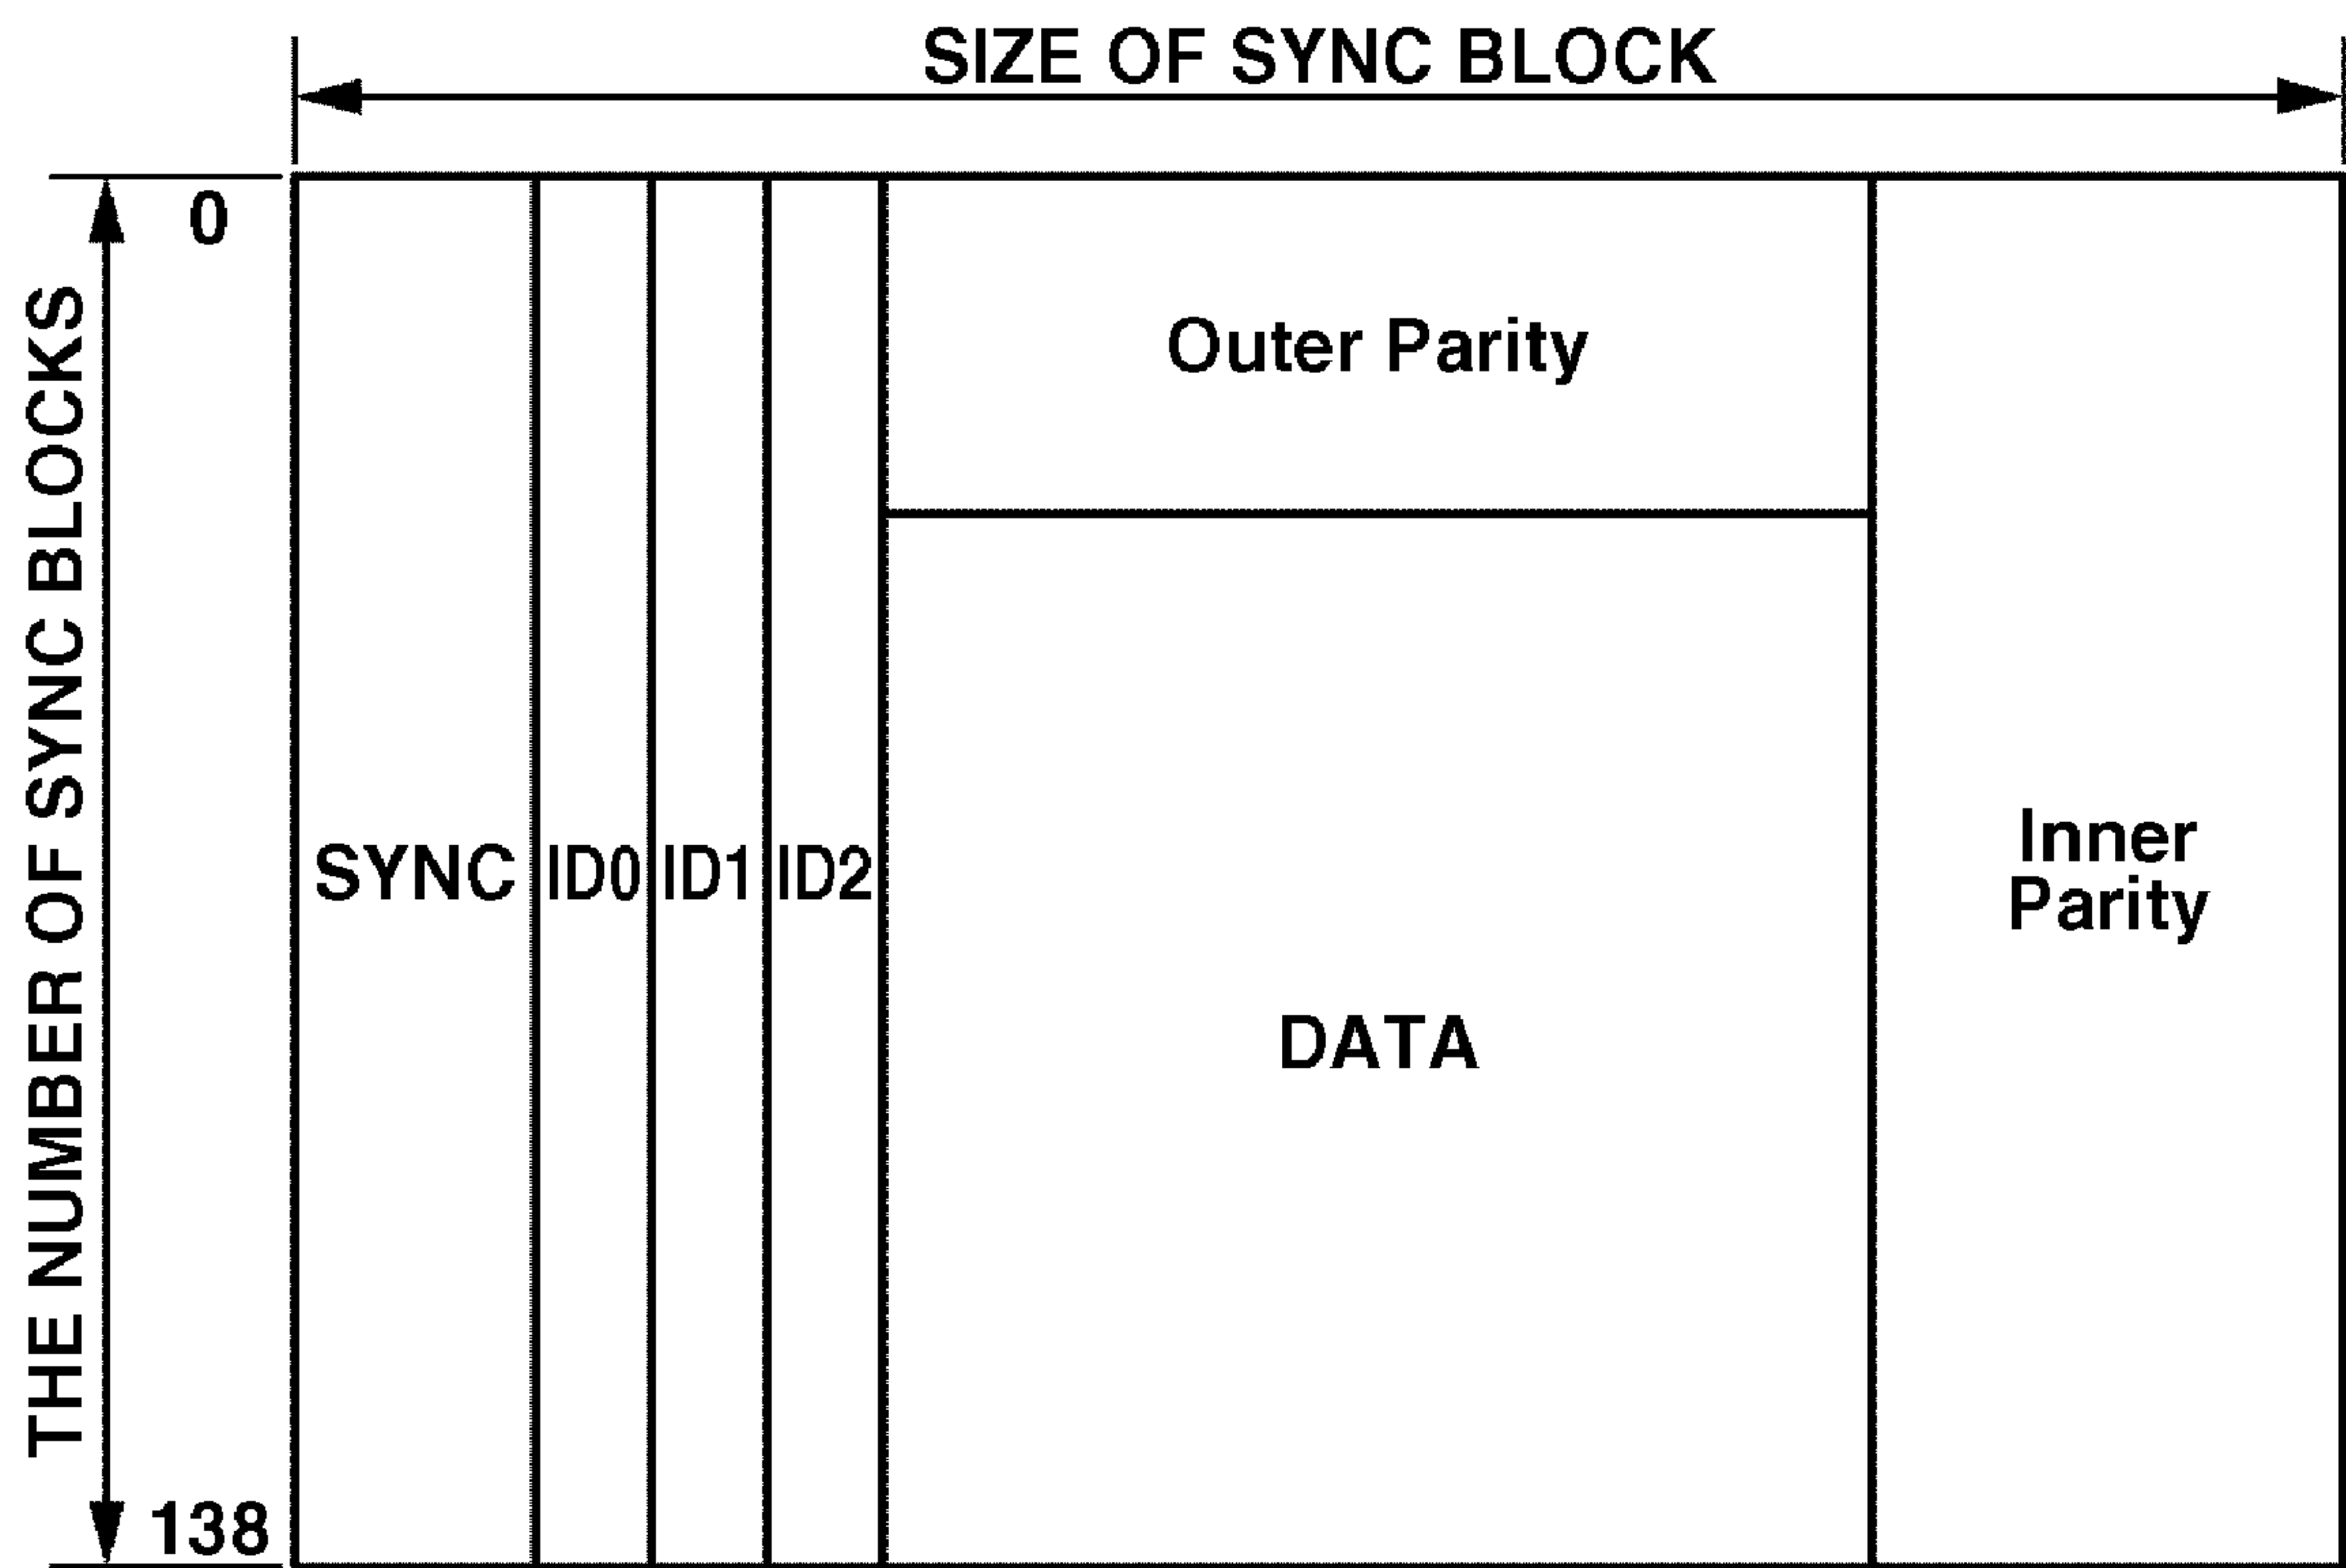 SIZE OF SYNC BLOCK
0
THE NUMBER OF SYNC BLOCKS
138
SYNC
ID0
ID1
ID2
Outer Parity
DATA
Inner
Parity